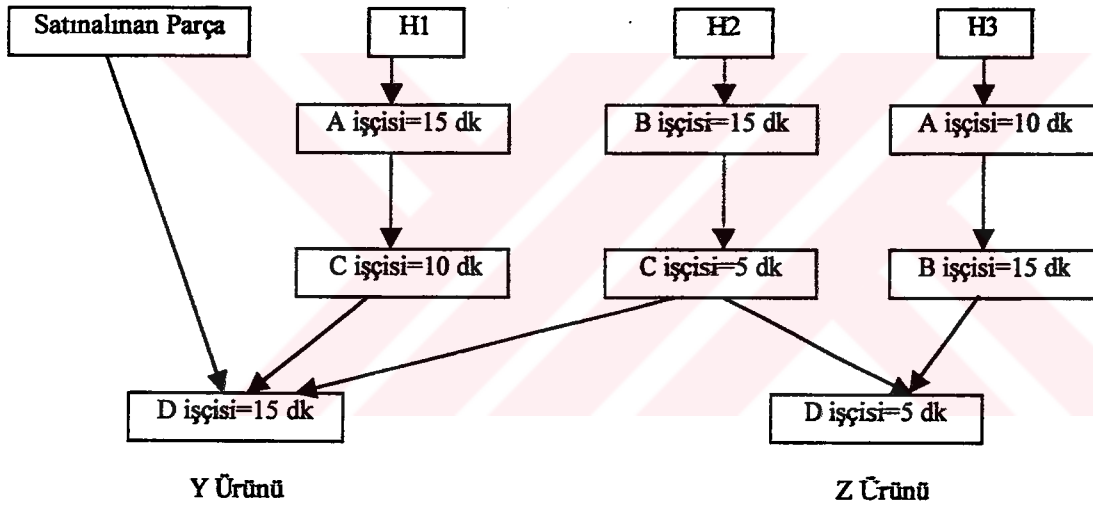 Satınalınan Parça
H1
H2
H3
A işçisi=15 dk
B işçisi=15 dk
A işçisi=10 dk
C işçisi=10 dk
C işçisi=5 dk
B işçisi=15 dk
D işçisi=15 dk
D işçisi=5 dk
Y Ürünü
Z Ürünü